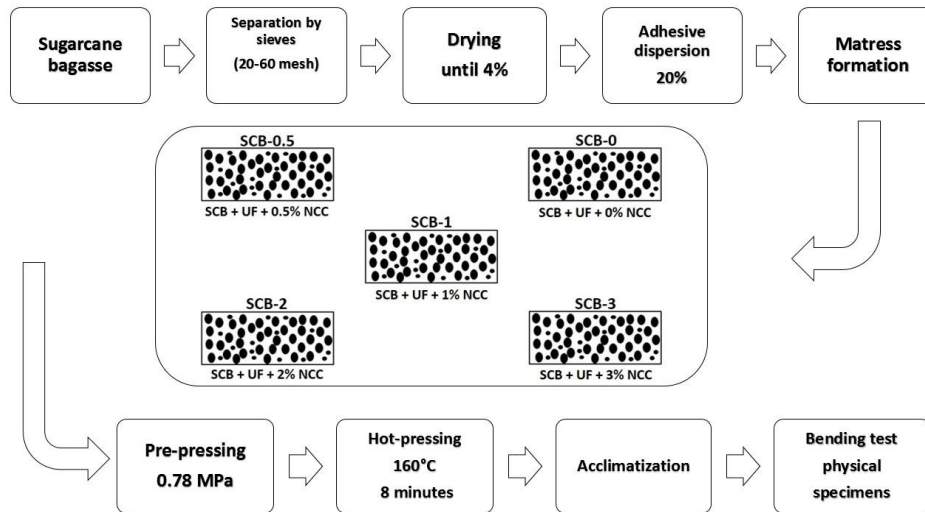 Sugarcane
bagasse
Separation by
sieves
(20-60 mesh)
Drying
until 4%
Adhesive
dispersion
20%
Matress
formation
SCB-0.5
SCB + UF + 0.5% NCC
SCB-0
SCB + UF + 0% NCC
SCB-1
SCB + UF + 1% NCC
SCB-2
SCB + UF + 2% NCC
SCB-3
SCB + UF + 3% NCC
Pre-pressing
0.78 MPa
Hot-pressing
160°C
8 minutes
Acclimatization
Bending test
physical
specimens